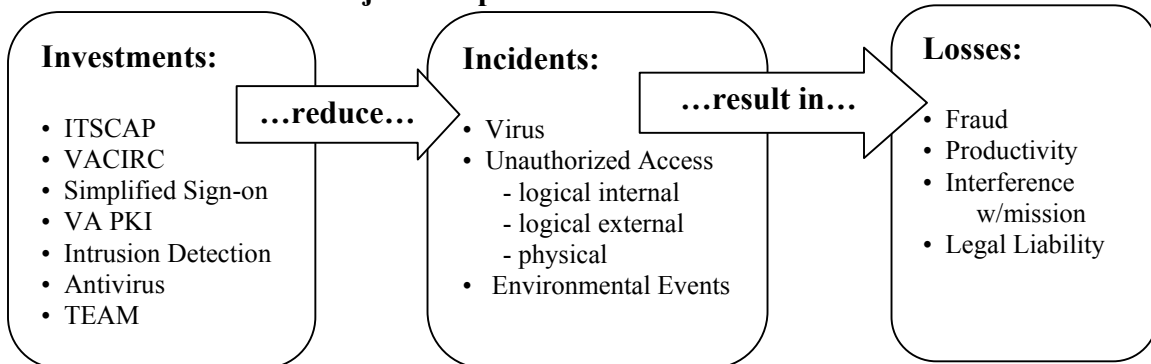 Investments:
• ITSCAP
• VACIRC
• Simplified Sign-on
• VA PKI
• Intrusion Detection
• Antivirus
• TEAM
…reduce…
Incidents:
• Virus
• Unauthorized Access
- logical internal
- logical external
- physical
• Environmental Events
…result in…
Losses:
• Fraud
• Productivity
• Interference
w/mission
• Legal Liability